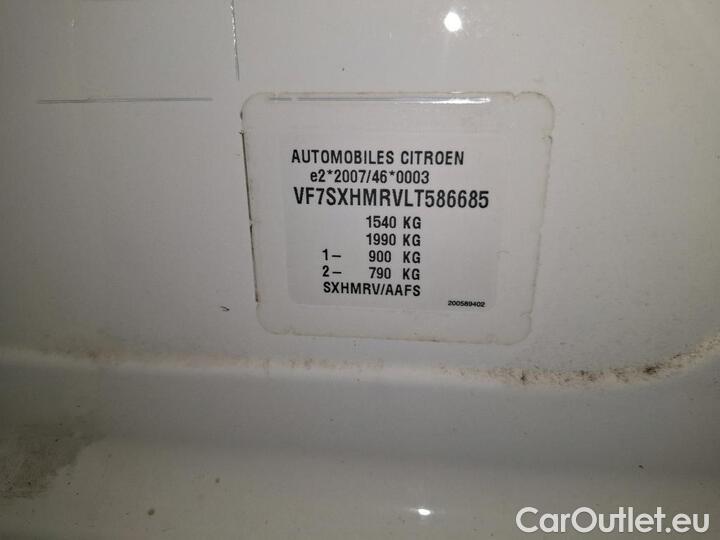 AUTOMOBILES CITROEN
e2*2007/46*0003
VF7SXHMRVLT586685
1540 KG
1990 KG
1- 900 KG
2- 790 KG
SXHMRV/AAFS
200589402
CarOutlet.eu